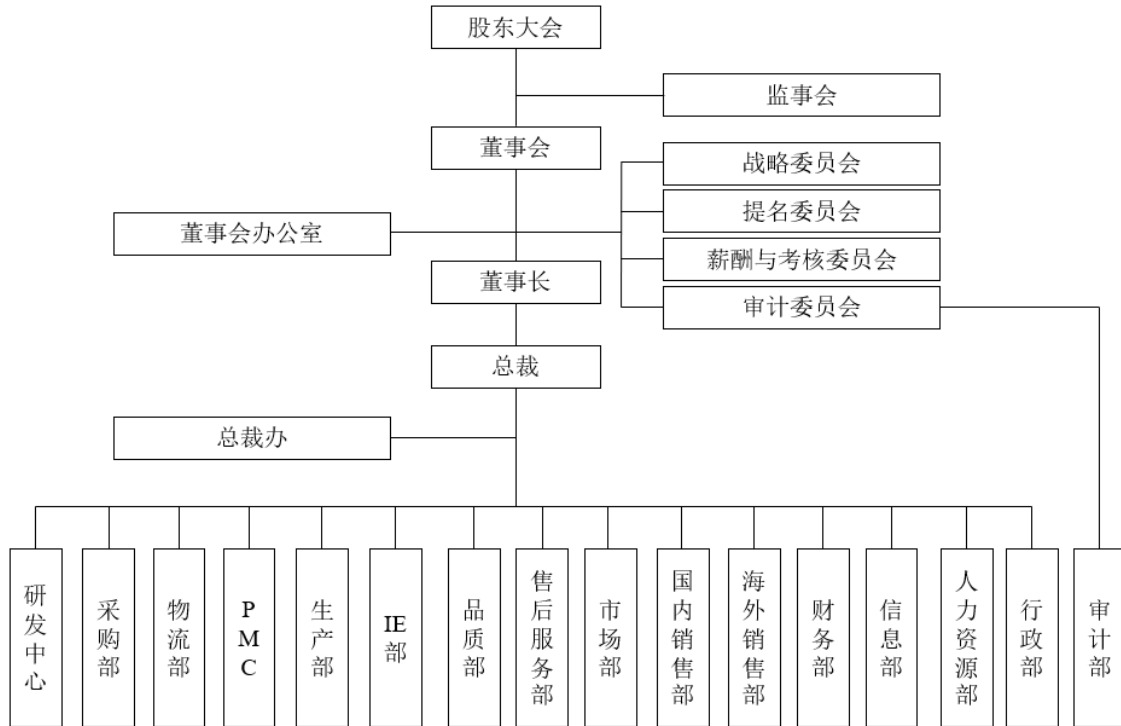 股东大会
监事会
董事会
战略委员会
提名委员会
董事会办公室
薪酬与考核委员会
董事长
审计委员会
总裁
总裁办
研发中心
采购部
物流部
PMC
生产部
IE部
品质部
售后服务部
市场部
国内销售部
海外销售部
财务部
信息部
人力资源部
行政部
审计部